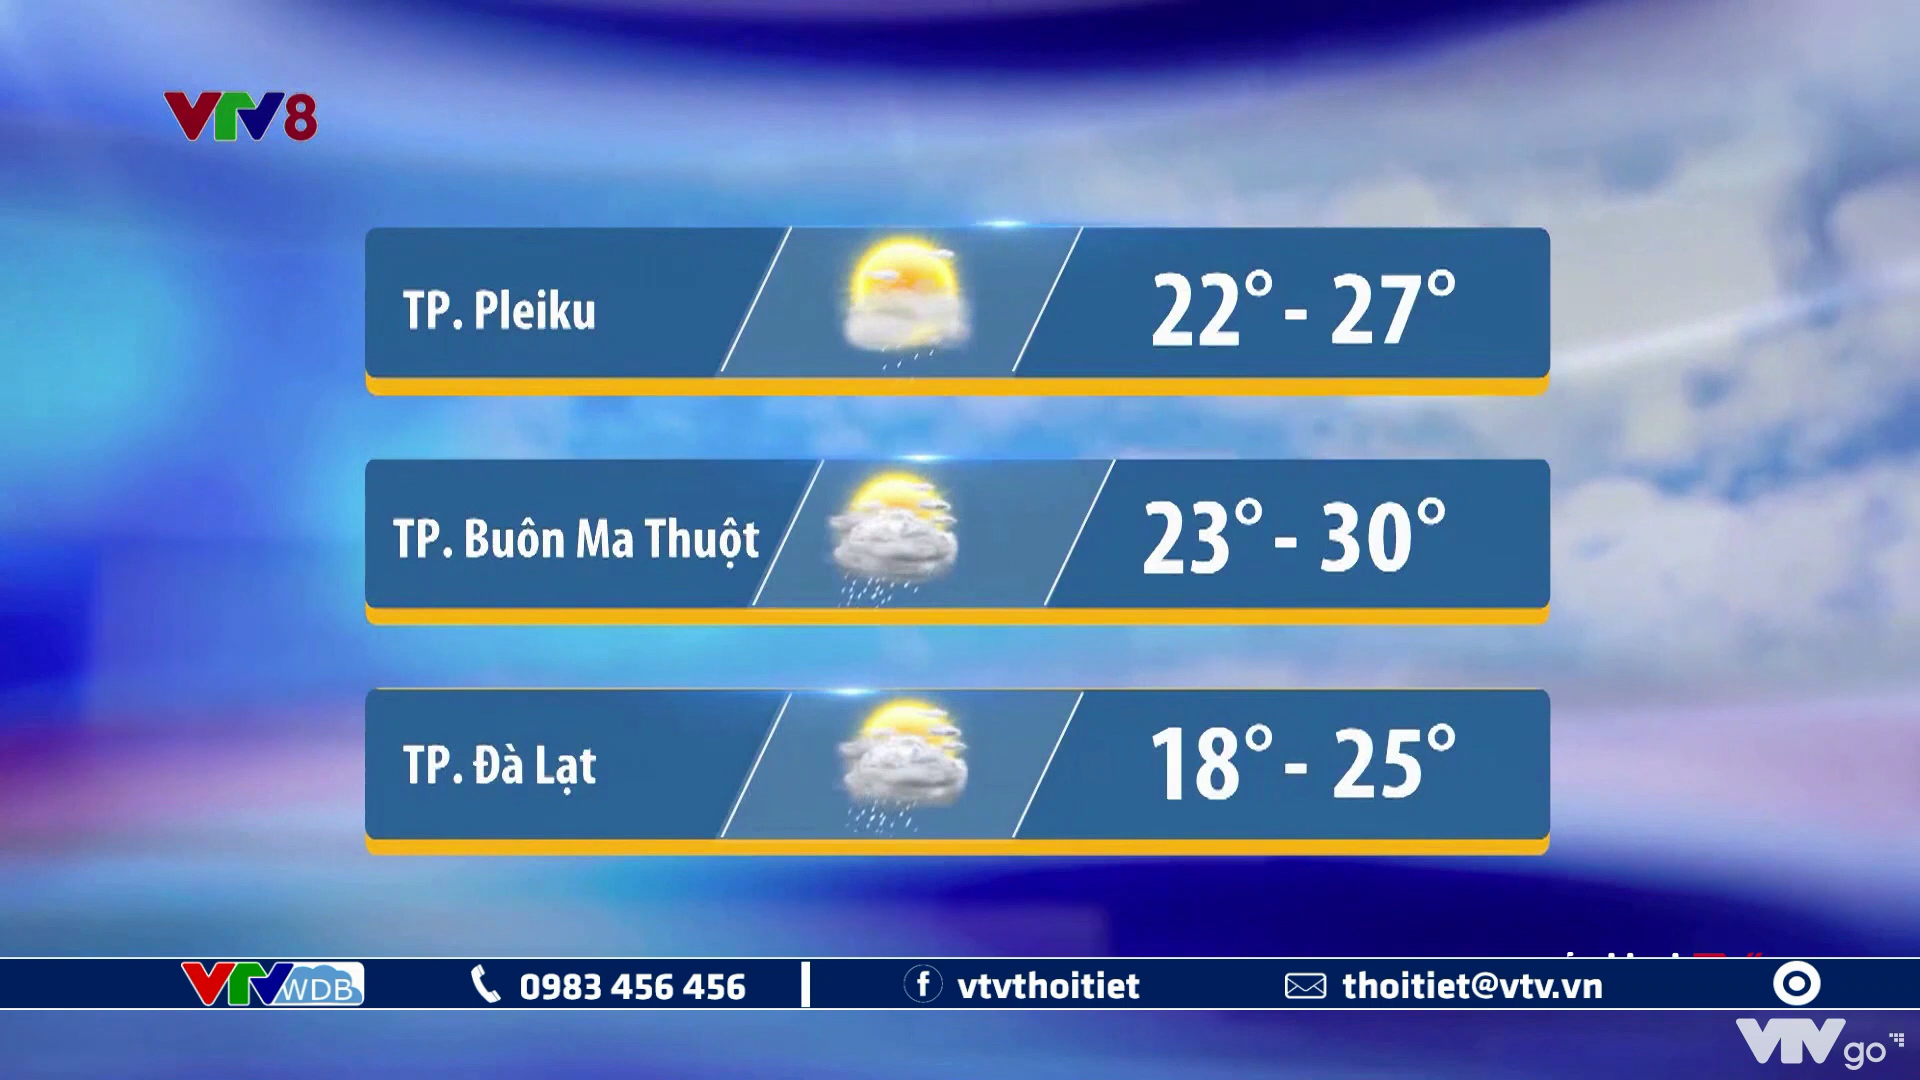 VTV8
TP. Pleiku
22° - 27°
TP. Buôn Ma Thuột
23° - 30°
TP. Đà Lạt
18° - 25°
VTV WDB
0983 456 456
vtvthoitiet
thoitiet@vtv.vn
VTV go